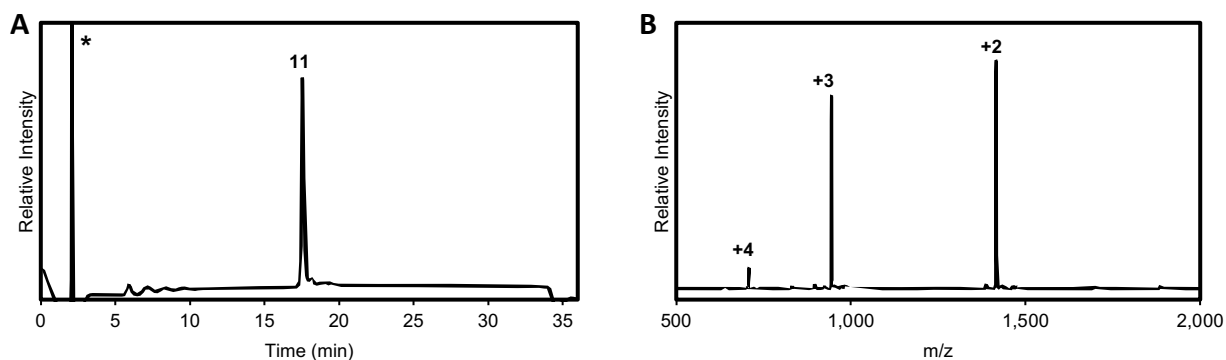 A
*
11
Relative Intensity
0 5 10 15 20 25 30 35
Time (min)
B
+2
+3
+4
Relative Intensity
500 1,000 1,500 2,000
m/z